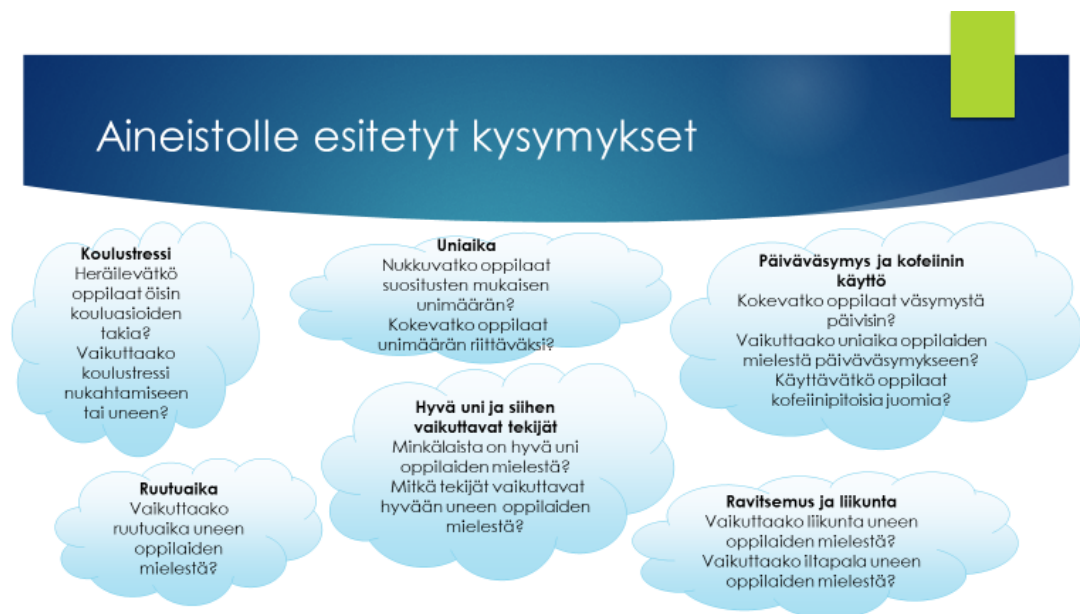 Aineistolle esitetyt kysymykset
Koulustressi
Heräilevätkö
oppilaat öisin
kouluasioiden
takia?
Vaikuttaako
koulustressi
nukahtamiseen
tai uneen?
Uniaika
Nukkuvatko oppilaat
suositusten mukaisen
unimäärän?
Kokevatko oppilaat
unimäärän riittäväksi?
Päiväväsymys ja kofeiinin
käyttö
Kokevatko oppilaat väsymystä
päivisin?
Vaikuttaako uniaika oppilaiden
mielestä päiväväsymykseen?
Käyttävätkö oppilaat
kofeiinipitoisia juomia?
Hyvä uni ja siihen
vaikuttavat tekijät
Minkälaista on hyvä uni
oppilaiden mielestä?
Mitkä tekijät vaikuttavat
hyvään uneen oppilaiden
mielestä?
Ruutuaika
Vaikuttaako
ruutuaika uneen
oppilaiden
mielestä?
Ravitsemus ja liikunta
Vaikuttaako liikunta uneen
oppilaiden mielestä?
Vaikuttaako iltapala uneen
oppilaiden mielestä?